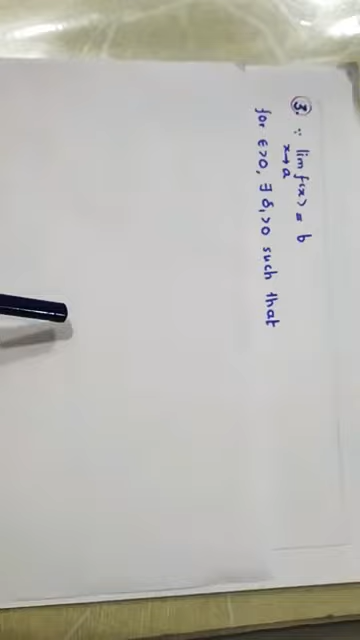 ③. ∵ lim f(x) = b
x→a
for ε>0, ∃ δ₁>0 such that